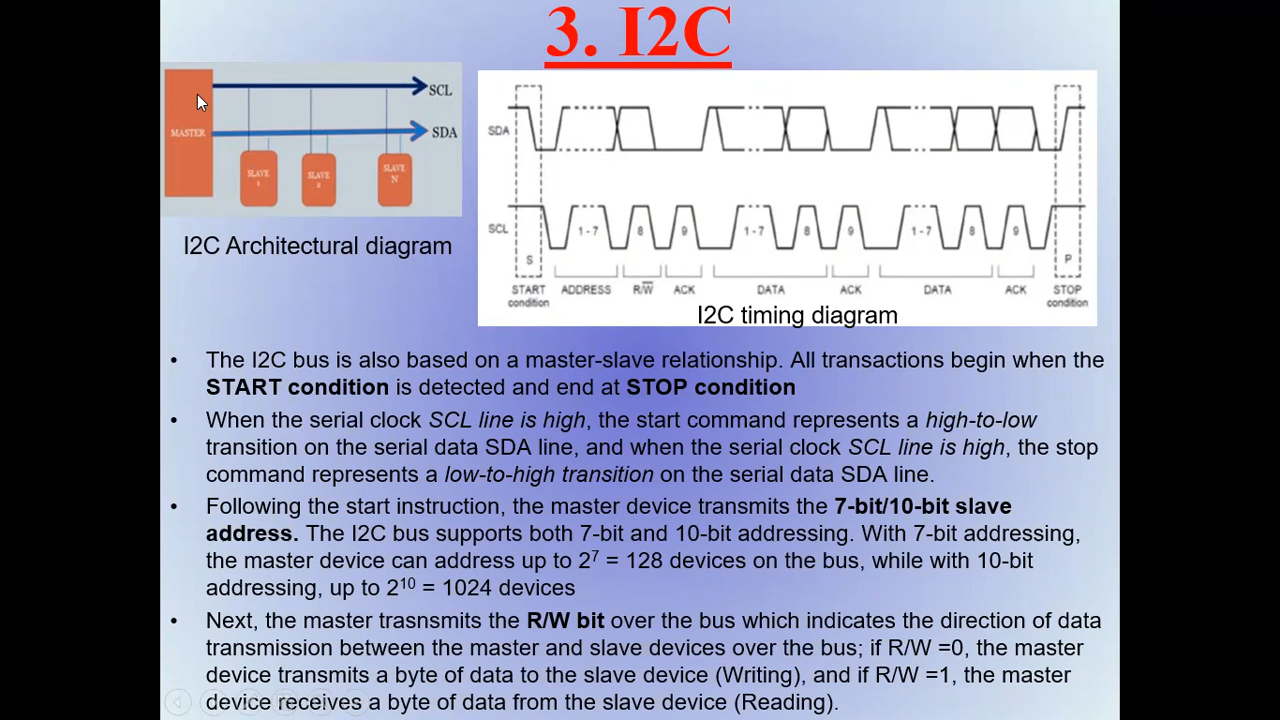 3. I2C
SCL
SDA
MASTER
SLAVE
1
SLAVE
2
SLAVE
N
I2C Architectural diagram
SDA
SCL
1 - 7
8
9
1 - 7
8
9
1 - 7
8
9
S
P
START
condition
ADDRESS
R/W
ACK
DATA
ACK
DATA
ACK
STOP
condition
I2C timing diagram
• The I2C bus is also based on a master-slave relationship. All transactions begin when the
START condition is detected and end at STOP condition
• When the serial clock SCL line is high, the start command represents a high-to-low
transition on the serial data SDA line, and when the serial clock SCL line is high, the stop
command represents a low-to-high transition on the serial data SDA line.
• Following the start instruction, the master device transmits the 7-bit/10-bit slave
address. The I2C bus supports both 7-bit and 10-bit addressing. With 7-bit addressing,
the master device can address up to 2⁷ = 128 devices on the bus, while with 10-bit
addressing, up to 2¹⁰ = 1024 devices
• Next, the master trasnsmits the R/W bit over the bus which indicates the direction of data
transmission between the master and slave devices over the bus; if R/W =0, the master
device transmits a byte of data to the slave device (Writing), and if R/W =1, the master
device receives a byte of data from the slave device (Reading).